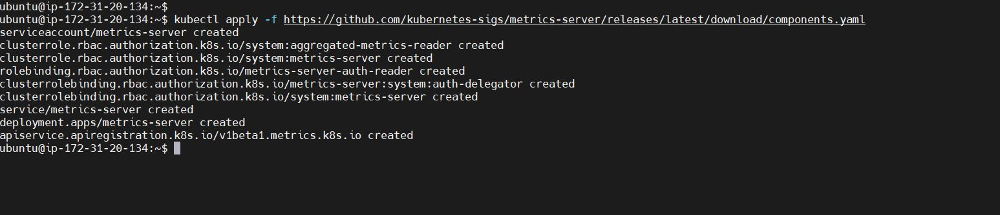 ubuntu@ip-172-31-20-134:~$
ubuntu@ip-172-31-20-134:~$ kubectl apply -f https://github.com/kubernetes-sigs/metrics-server/releases/latest/download/components.yaml
serviceaccount/metrics-server created
clusterrole.rbac.authorization.k8s.io/system:aggregated-metrics-reader created
clusterrole.rbac.authorization.k8s.io/system:metrics-server created
rolebinding.rbac.authorization.k8s.io/metrics-server-auth-reader created
clusterrolebinding.rbac.authorization.k8s.io/metrics-server:system:auth-delegator created
clusterrolebinding.rbac.authorization.k8s.io/system:metrics-server created
service/metrics-server created
deployment.apps/metrics-server created
apiservice.apiregistration.k8s.io/v1beta1.metrics.k8s.io created
ubuntu@ip-172-31-20-134:~$